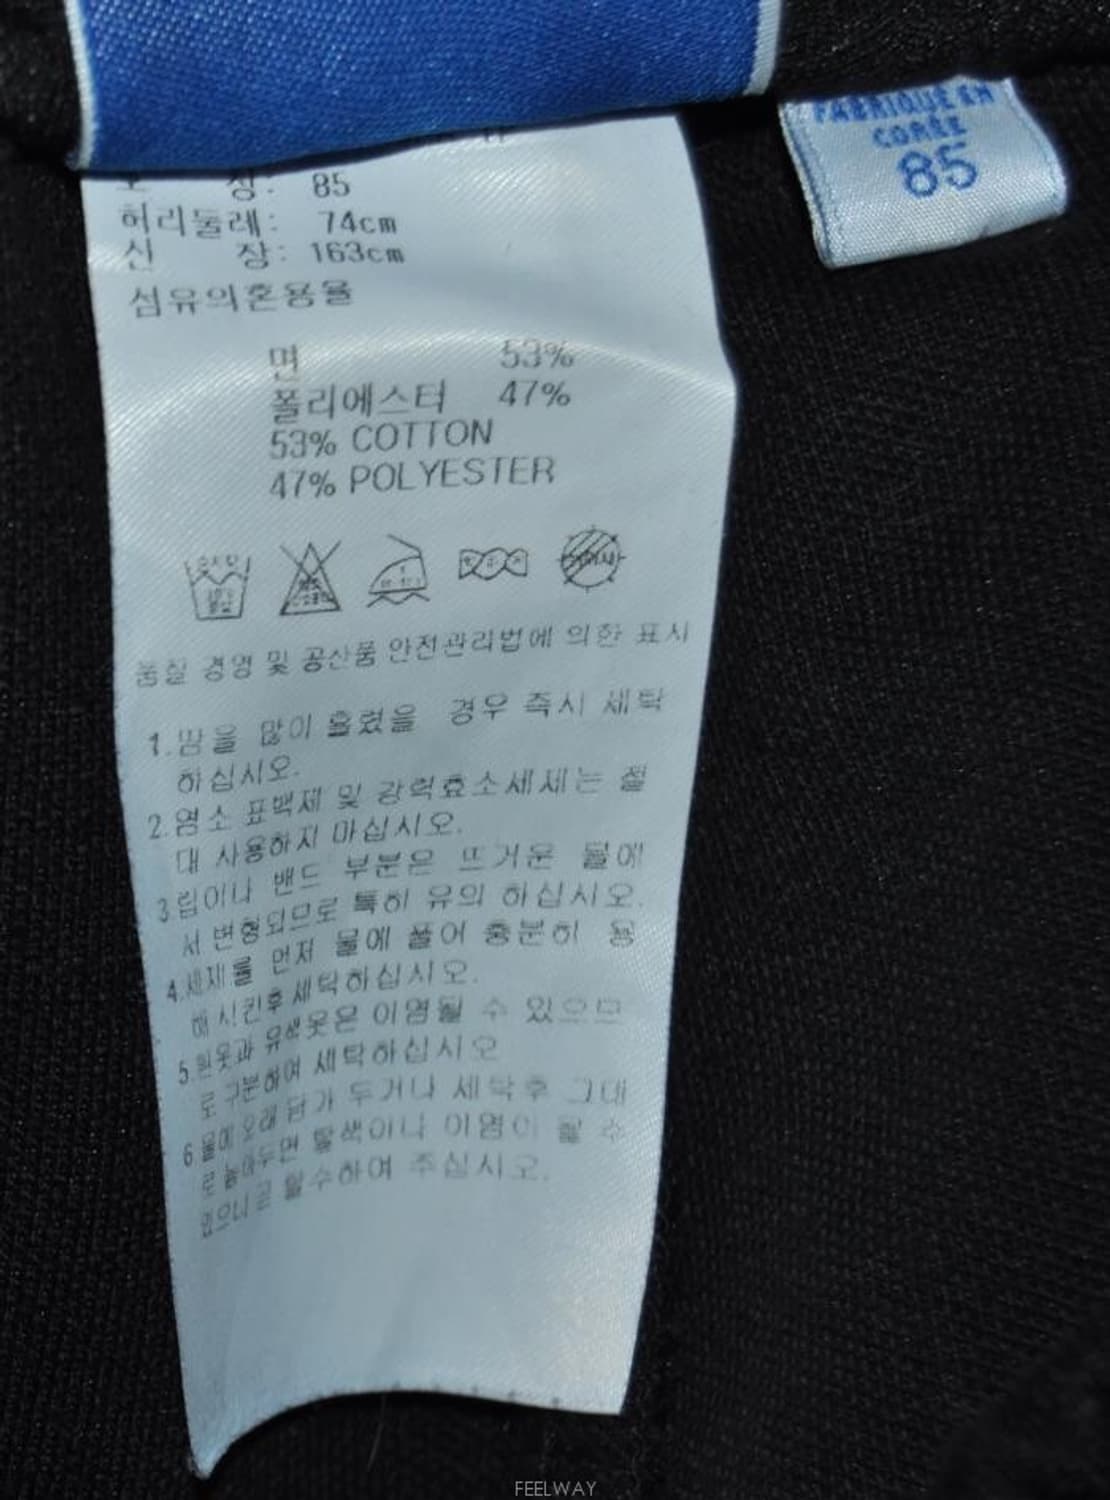 FABRIQUE EN
CORÉE
85
장: 85
허리둘레: 74cm
신 장: 163cm
섬유의혼용율
면 53%
폴리에스터 47%
53% COTTON
47% POLYESTER
품질 경영 및 공산품 안전관리법에 의한 표시
1.땀을 많이 흘렸을 경우 즉시 세탁
하십시오.
2.염소 표백제 및 강력효소세제는 절
대 사용하지 마십시오.
3.립이나 밴드 부분은 뜨거운 물에
서 변형되므로 특히 유의 하십시오.
4.세제를 먼저 물에 풀어 충분히 용
해 시킨후 세탁하십시오.
5.흰옷과 유색옷은 이염될 수 있으므
로 구분하여 세탁하십시오
6.물에 오래 담가 두거나 세탁후 그대
로 놓아두면 탈색이나 이염이 될 수
있으니 탈수하여 주십시오.
FEELWAY